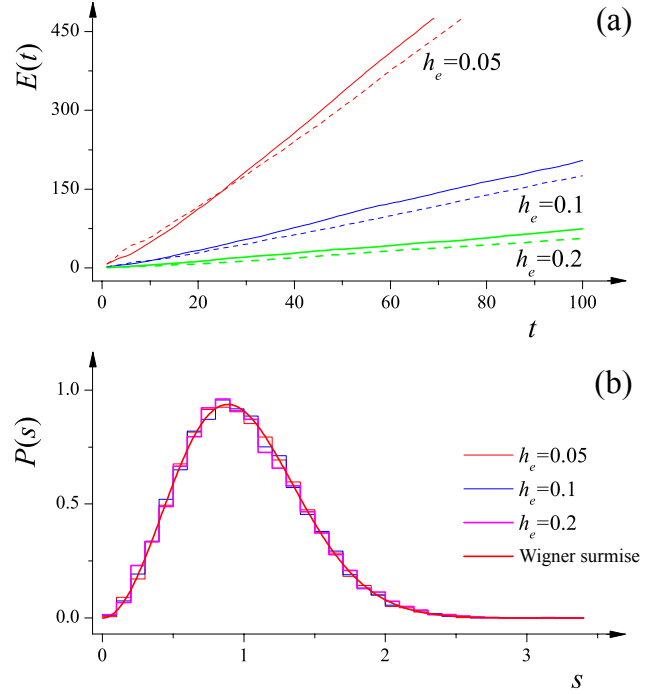 (a)
E(t)
450
300
150
0
h_e=0.05
h_e=0.1
h_e=0.2
0 20 40 60 80 100
t
(b)
P(s)
1.0
0.5
0.0
h_e=0.05
h_e=0.1
h_e=0.2
Wigner surmise
0 1 2 3
s